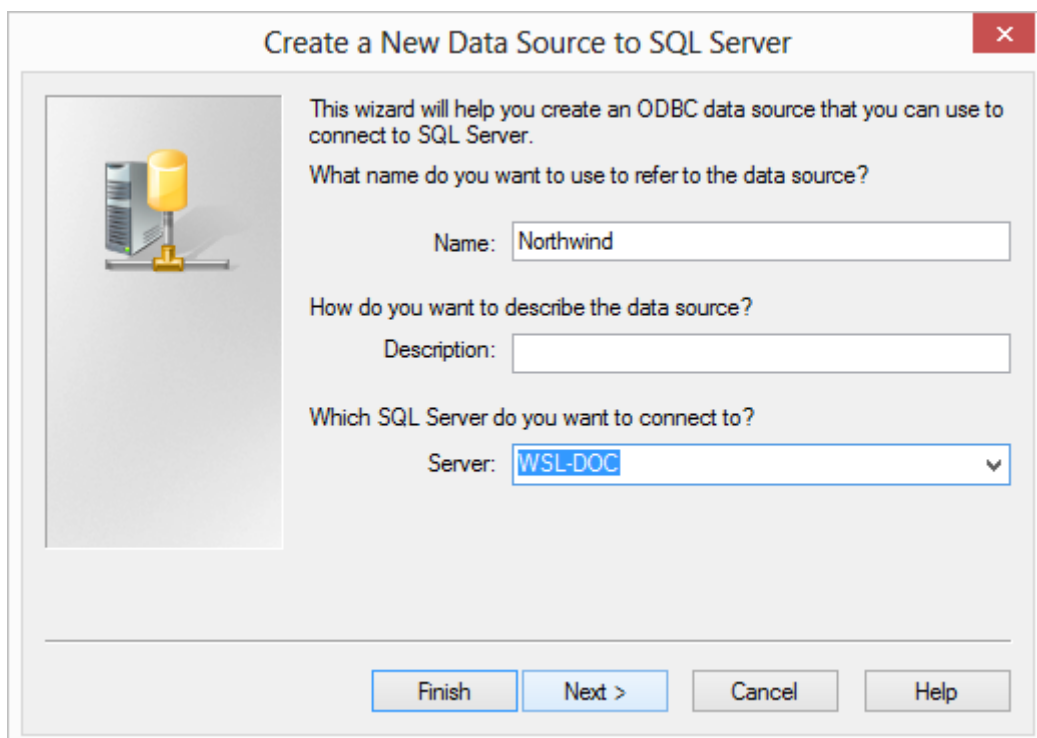 Create a New Data Source to SQL Server
This wizard will help you create an ODBC data source that you can use to
connect to SQL Server.
What name do you want to use to refer to the data source?
Name: Northwind
How do you want to describe the data source?
Description:
Which SQL Server do you want to connect to?
Server: WSL-DOC
Finish Next > Cancel Help